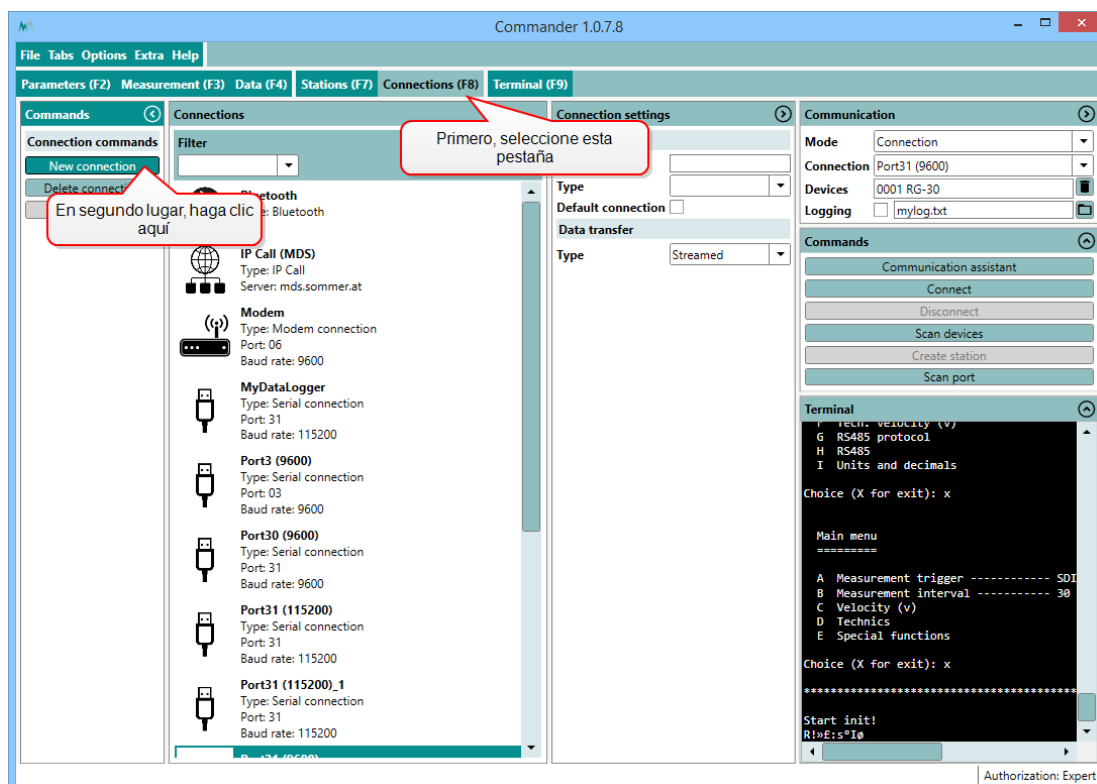 Commander 1.0.7.8
File Tabs Options Extra Help
Parameters (F2) Measurement (F3) Data (F4) Stations (F7) Connections (F8) Terminal (F9)
Commands
Connection commands
New connection
Delete connecti
En segundo lugar, haga clic
aquí
Connections
Filter
Primero, seleccione esta
pestaña
uetooth
e: Bluetooth
IP Call (MDS)
Type: IP Call
Server: mds.sommer.at
Modem
Type: Modem connection
Port: 06
Baud rate: 9600
MyDataLogger
Type: Serial connection
Port: 31
Baud rate: 115200
Port3 (9600)
Type: Serial connection
Port: 03
Baud rate: 9600
Port30 (9600)
Type: Serial connection
Port: 31
Baud rate: 9600
Port31 (115200)
Type: Serial connection
Port: 31
Baud rate: 115200
Port31 (115200)_1
Type: Serial connection
Port: 31
Baud rate: 115200
Connection settings
Type
Default connection
Data transfer
Type Streamed
Communication
Mode Connection
Connection Port31 (9600)
Devices 0001 RG-30
Logging mylog.txt
Commands
Communication assistant
Connect
Disconnect
Scan devices
Create station
Scan port
Terminal
F Tech. velocity (v)
G RS485 protocol
H RS485
I Units and decimals
Choice (X for exit): x
Main menu
=========
A Measurement trigger ------------ SDI
B Measurement interval ----------- 30
C Velocity (v)
D Technics
E Special functions
Choice (X for exit): x
*****************************************
Start init!
R!»£:s°Iø
Authorization: Expert